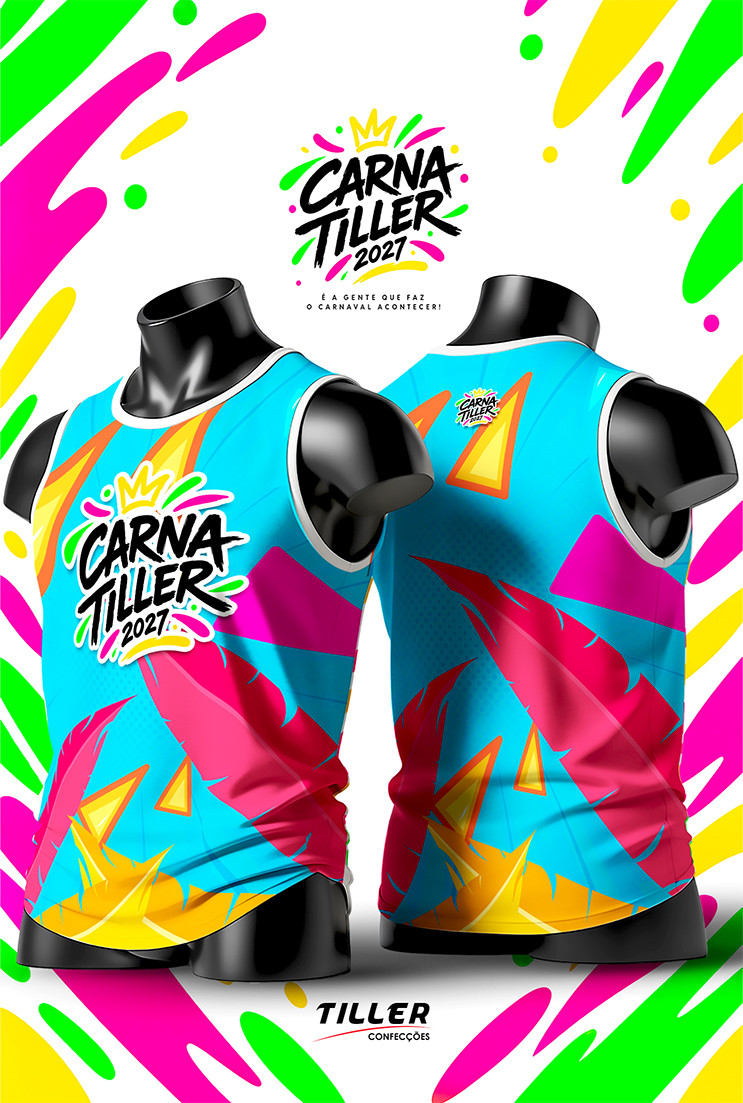 CARNA
TILLER
2027
É A GENTE QUE FAZ
O CARNAVAL ACONTECER!
CARNA
TILLER
2027
CARNA
TILLER
2027
TILLER
CONFECÇÕES